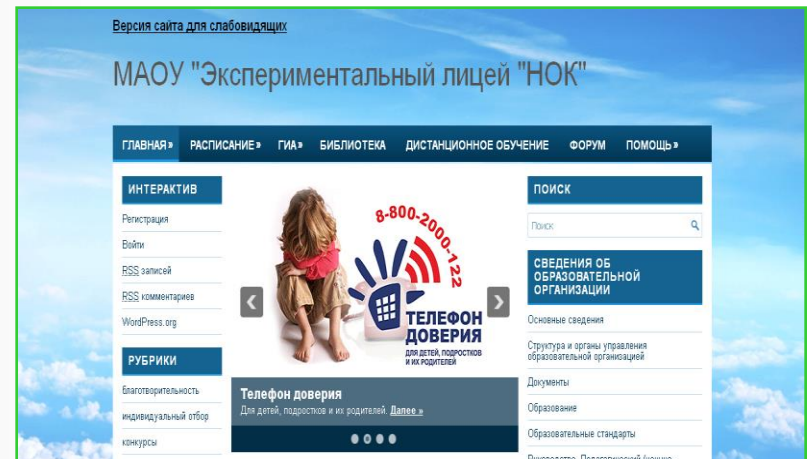 Версия сайта для слабовидящих
МАОУ "Экспериментальный лицей "НОК"
ГЛАВНАЯ» РАСПИСАНИЕ» ГИА» БИБЛИОТЕКА ДИСТАНЦИОННОЕ ОБУЧЕНИЕ ФОРУМ ПОМОЩЬ»
ИНТЕРАКТИВ
Регистрация
Войти
RSS записей
RSS комментариев
WordPress.org
РУБРИКИ
благотворительность
индивидуальный отбор
конкурсы
8-800-2000-122
ТЕЛЕФОН
ДОВЕРИЯ
ДЛЯ ДЕТЕЙ, ПОДРОСТКОВ
И ИХ РОДИТЕЛЕЙ
Телефон доверия
Для детей, подростков и их родителей. Далее »
ПОИСК
Поиск
СВЕДЕНИЯ ОБ
ОБРАЗОВАТЕЛЬНОЙ
ОРГАНИЗАЦИИ
Основные сведения
Структура и органы управления
образовательной организацией
Документы
Образование
Образовательные стандарты